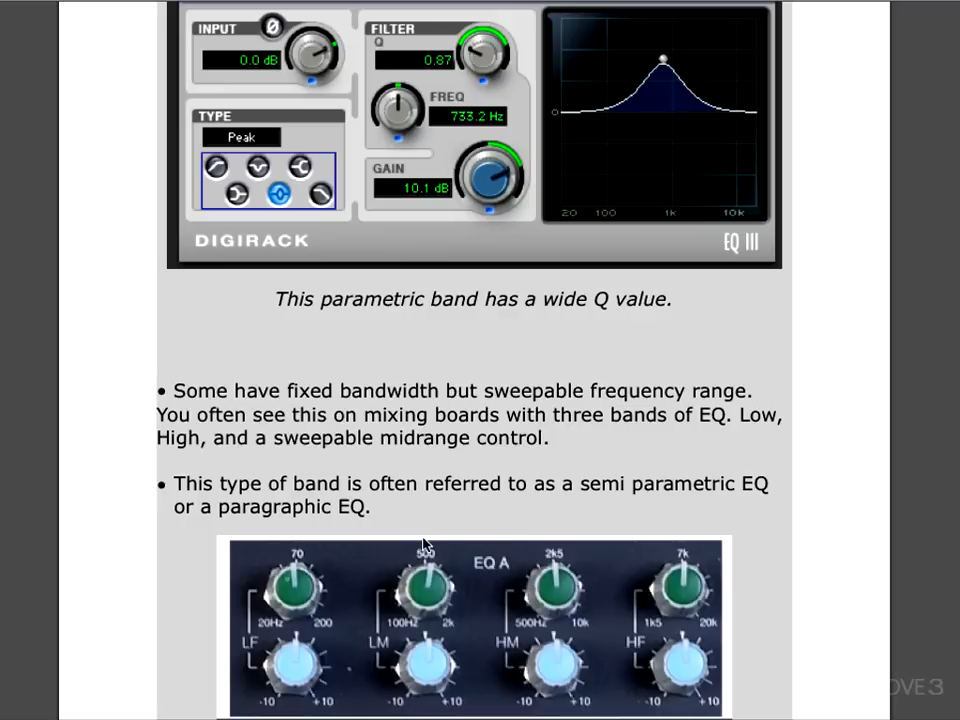 INPUT Ø FILTER
Q
0.0 dB 0.87
FREQ
733.2 Hz
TYPE
Peak
GAIN
10.1 dB
0
20 100 1k 10k
DIGIRACK EQ III
This parametric band has a wide Q value.
• Some have fixed bandwidth but sweepable frequency range.
You often see this on mixing boards with three bands of EQ. Low,
High, and a sweepable midrange control.
• This type of band is often referred to as a semi parametric EQ
or a paragraphic EQ.
70 500 EQ A 2k5 7k
20Hz 200 100Hz 2k 500Hz 10k 1k5 20k
LF LM HM HF
-10 +10 -10 +10 -10 +10 -10 +10
OVE 3